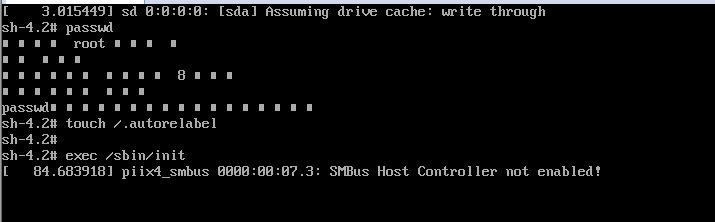 [    3.015449] sd 0:0:0:0: [sda] Assuming drive cache: write through
sh-4.2# passwd
root
8
passwd
sh-4.2# touch /.autorelabel
sh-4.2#
sh-4.2# exec /sbin/init
[   84.683918] piix4_smbus 0000:00:07.3: SMBus Host Controller not enabled!